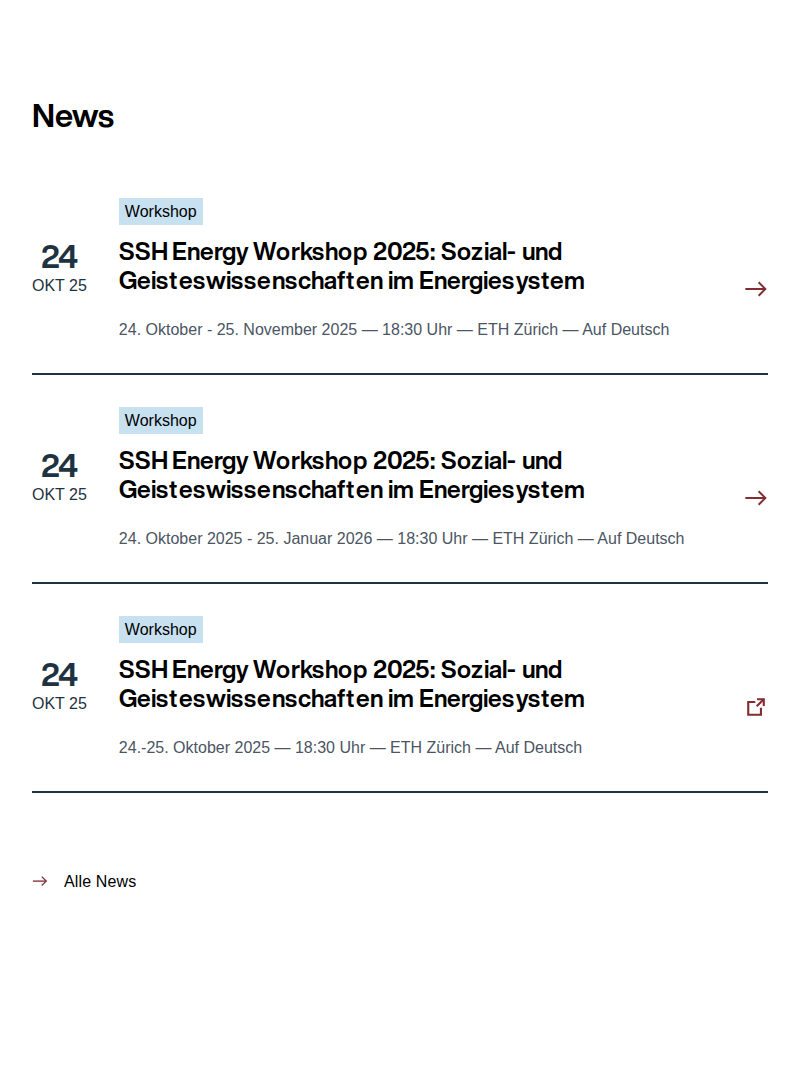 News
Workshop
24
OKT 25
SSH Energy Workshop 2025: Sozial- und
Geisteswissenschaften im Energiesystem
24. Oktober - 25. November 2025 — 18:30 Uhr — ETH Zürich — Auf Deutsch
Workshop
24
OKT 25
SSH Energy Workshop 2025: Sozial- und
Geisteswissenschaften im Energiesystem
24. Oktober 2025 - 25. Januar 2026 — 18:30 Uhr — ETH Zürich — Auf Deutsch
Workshop
24
OKT 25
SSH Energy Workshop 2025: Sozial- und
Geisteswissenschaften im Energiesystem
24.-25. Oktober 2025 — 18:30 Uhr — ETH Zürich — Auf Deutsch
Alle News